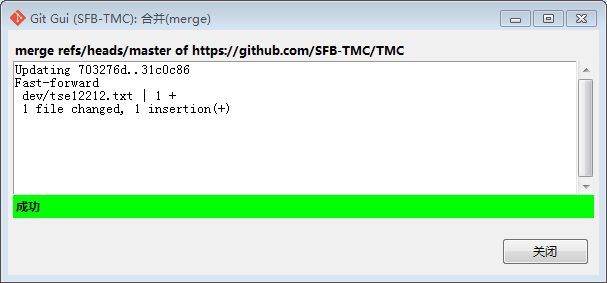 Git Gui (SFB-TMC): 合并(merge)
merge refs/heads/master of https://github.com/SFB-TMC/TMC
Updating 703276d..31c0c86
Fast-forward
 dev/tse12212.txt | 1 +
 1 file changed, 1 insertion(+)
成功
关闭